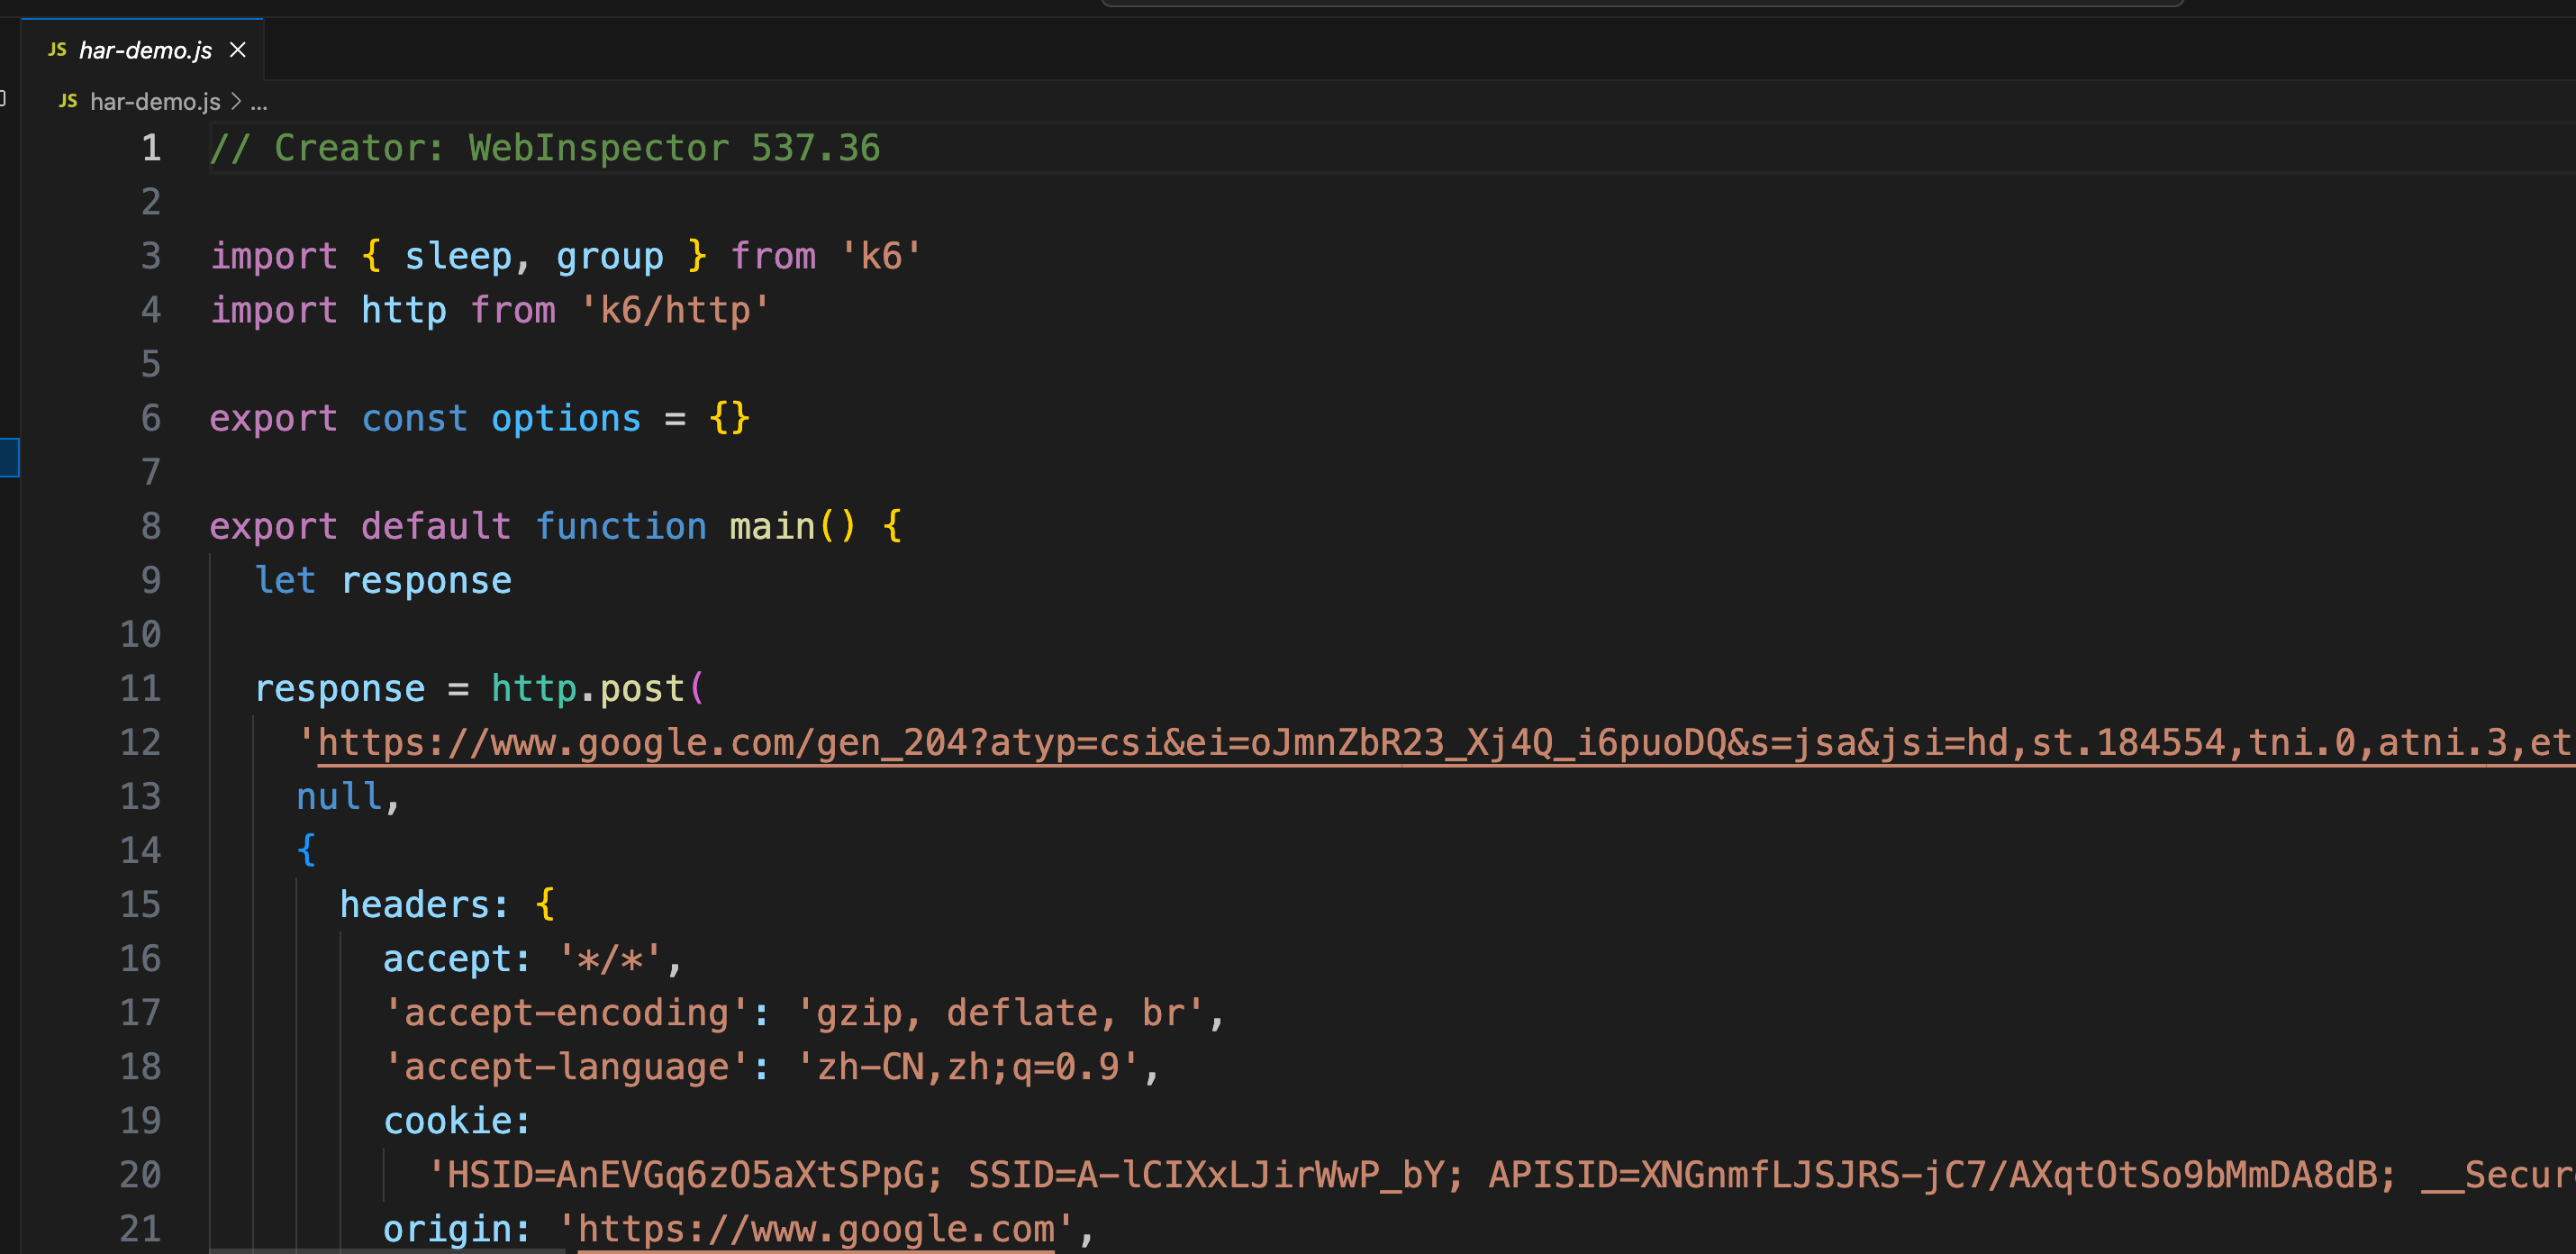 JS har-demo.js ×
JS har-demo.js > ...
1 // Creator: WebInspector 537.36
2
3 import { sleep, group } from 'k6'
4 import http from 'k6/http'
5
6 export const options = {}
7
8 export default function main() {
9 let response
10
11 response = http.post(
12 'https://www.google.com/gen_204?atyp=csi&ei=oJmnZbR23_Xj4Q_i6puoDQ&s=jsa&jsi=hd,st.184554,tni.0,atni.3,et
13 null,
14 {
15 headers: {
16 accept: '*/*',
17 'accept-encoding': 'gzip, deflate, br',
18 'accept-language': 'zh-CN,zh;q=0.9',
19 cookie:
20 'HSID=AnEVGq6zO5aXtSPpG; SSID=A-lCIXxLJirWwP_bY; APISID=XNGnmfLJSJRS-jC7/AXqtOtSo9bMmDA8dB; __Secur
21 origin: 'https://www.google.com',